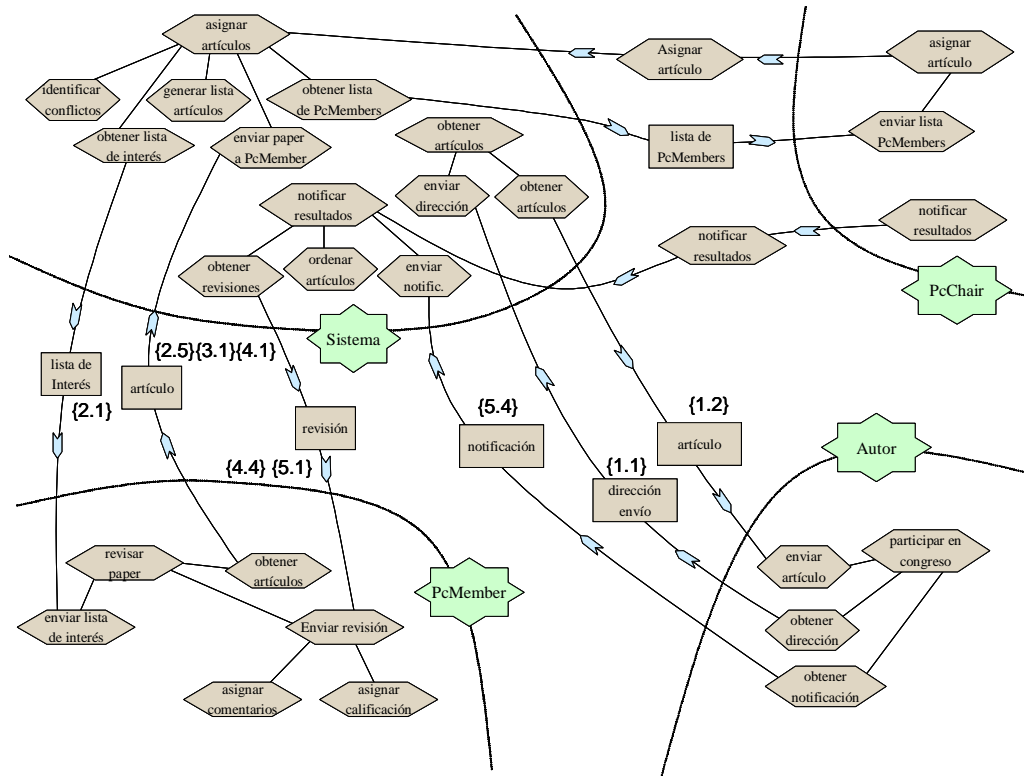 asignar
artículos
Asignar
artículo
asignar
artículo
identificar
conflictos
generar lista
artículos
obtener lista
de PcMembers
obtener lista
de interés
enviar paper
a PcMember
obtener
artículos
lista de
PcMembers
enviar lista
PcMembers
enviar
dirección
obtener
artículos
notificar
resultados
notificar
resultados
notificar
resultados
obtener
revisiones
ordenar
artículos
enviar
notific.
PcChair
Sistema
{2.5}{3.1}{4.1}
lista de
Interés
{2.1}
artículo
revisión
{4.4} {5.1}
{5.4}
notificación
{1.2}
artículo
{1.1}
dirección
envío
Autor
revisar
paper
obtener
artículos
enviar lista
de interés
Enviar revisión
PcMember
asignar
comentarios
asignar
calificación
enviar
artículo
participar en
congreso
obtener
dirección
obtener
notificación